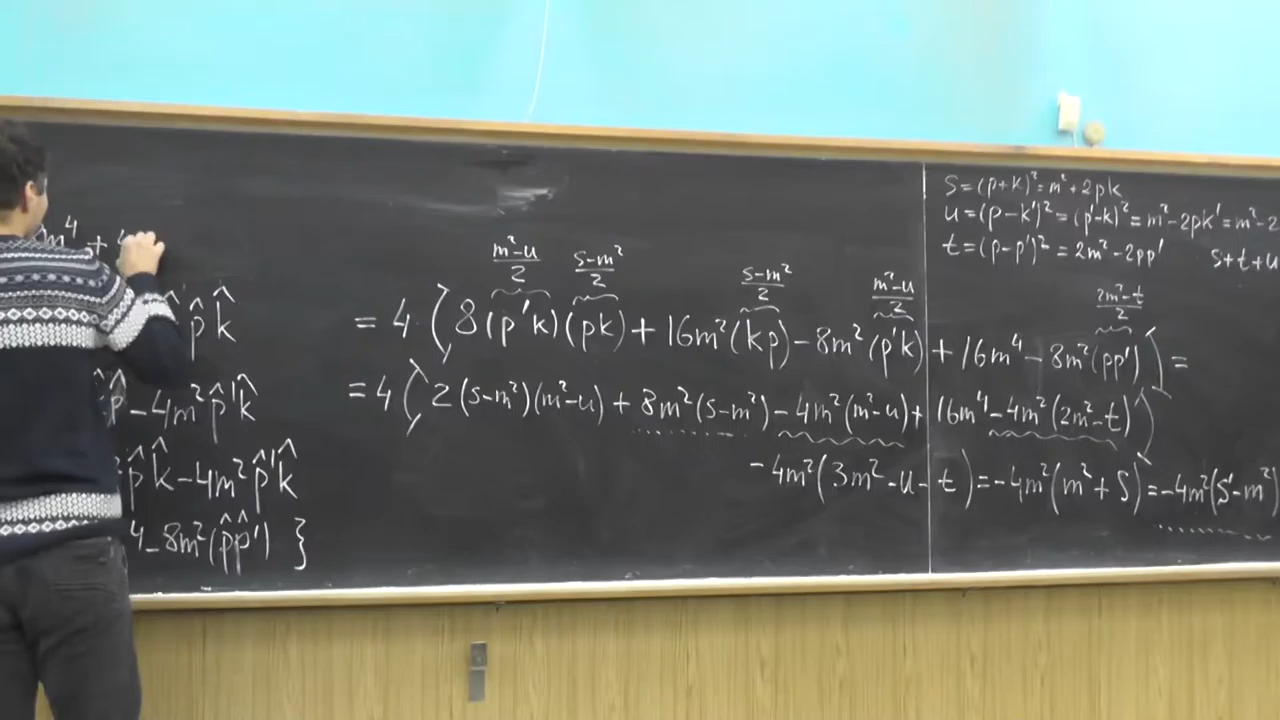 m⁴ +
p̂ k̂
p̂ - 4m² p̂' k̂
p̂ k̂ - 4m² p̂' k̂
⁴ - 8m² (p̂ p̂') }
m²-u/2 s-m²/2 s-m²/2 m²-u/2 2m²-t/2
= 4 (8(p'k)(pk) + 16m²(kp) - 8m²(p'k) + 16m⁴ - 8m²(pp')) =
= 4 (2(s-m²)(m²-u) + 8m²(s-m²) - 4m²(m²-u) + 16m⁴ - 4m²(2m²-t))
-4m²(3m²-u-t) = -4m²(m²+s) = -4m²(s-m²)
s = (p+k)² = m² + 2pk
u = (p-k')² = (p'-k)² = m² - 2pk' = m² - 2
t = (p-p')² = 2m² - 2pp' s+t+u